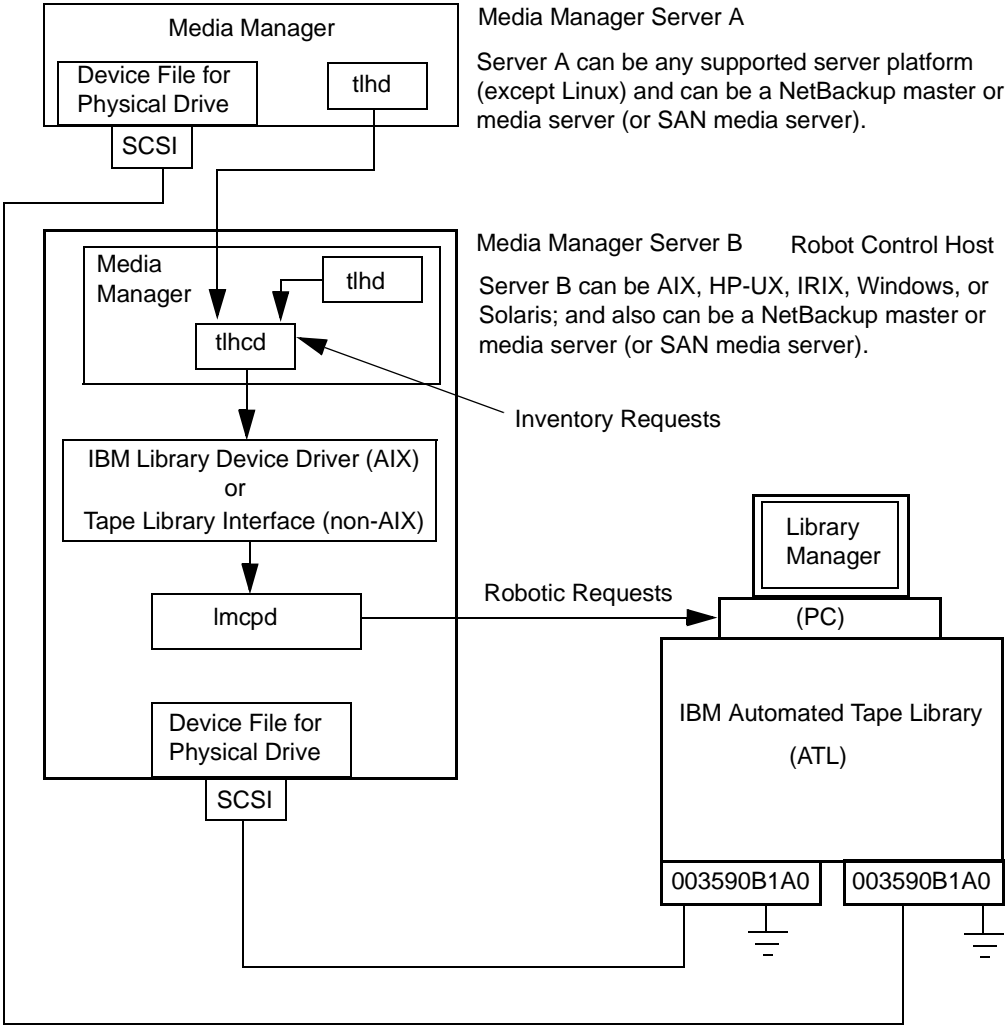 Media Manager
Device File for
Physical Drive
tlhd
SCSI
Media Manager Server A
Server A can be any supported server platform
(except Linux) and can be a NetBackup master or
media server (or SAN media server).
Media
Manager
tlhd
tlhcd
Media Manager Server B Robot Control Host
Server B can be AIX, HP-UX, IRIX, Windows, or
Solaris; and also can be a NetBackup master or
media server (or SAN media server).
Inventory Requests
IBM Library Device Driver (AIX)
or
Tape Library Interface (non-AIX)
lmcpd
Robotic Requests
Library
Manager
(PC)
IBM Automated Tape Library
(ATL)
Device File for
Physical Drive
SCSI
003590B1A0
003590B1A0